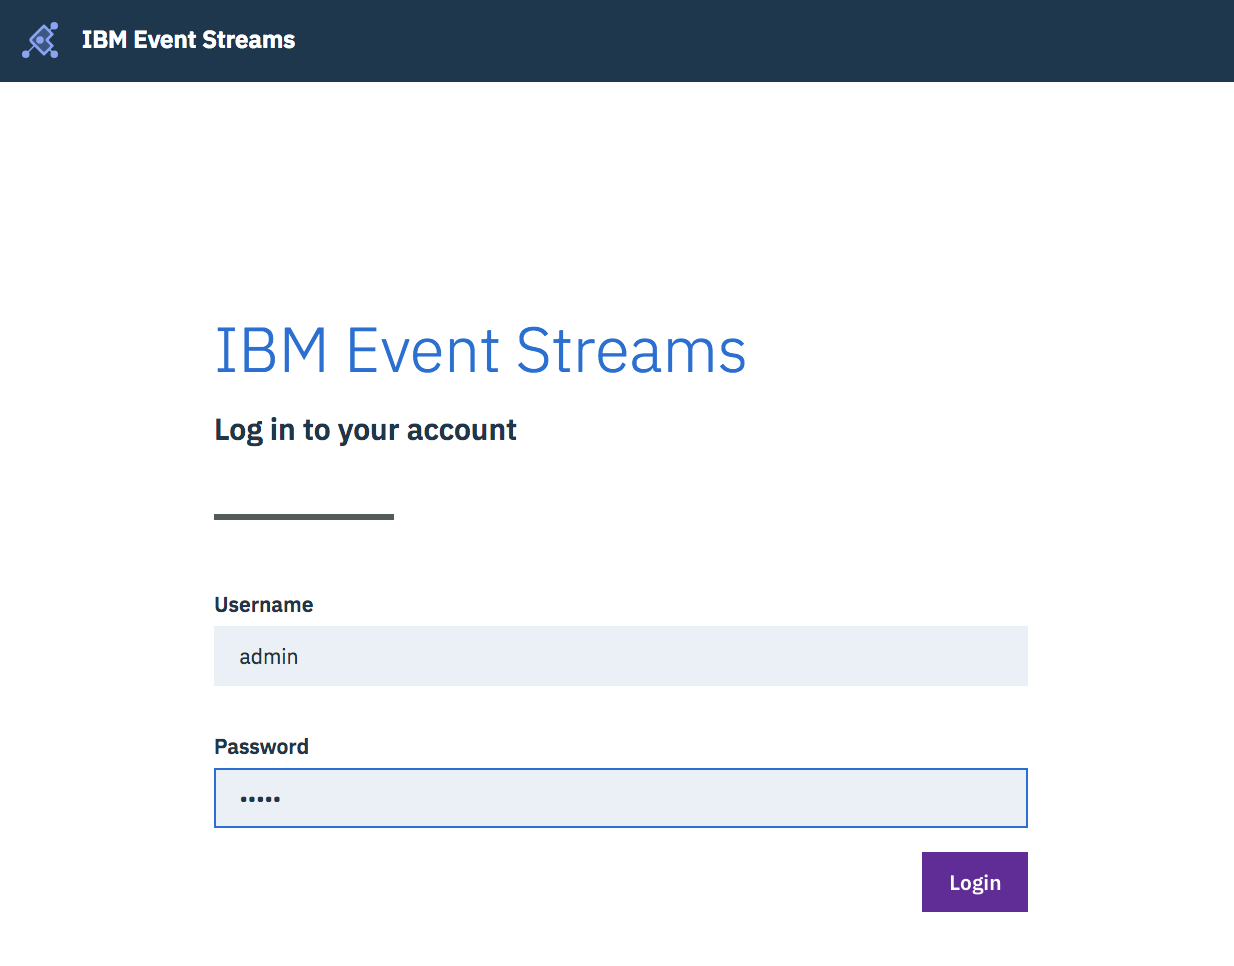 IBM Event Streams
IBM Event Streams
Log in to your account
Username
admin
Password
•••••
Login